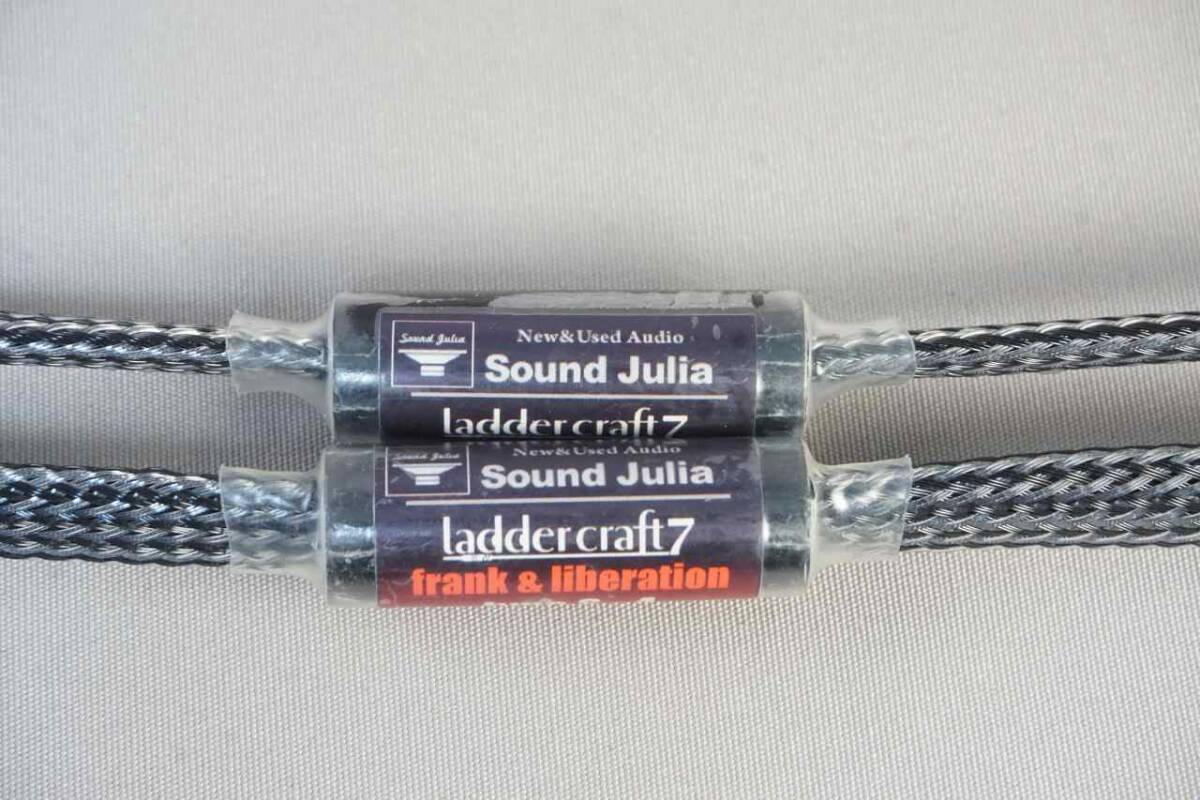 Sound Julia
New&Used Audio
Sound Julia
laddercraft7
Sound Julia
New&Used Audio
Sound Julia
laddercraft7
frank & liberation